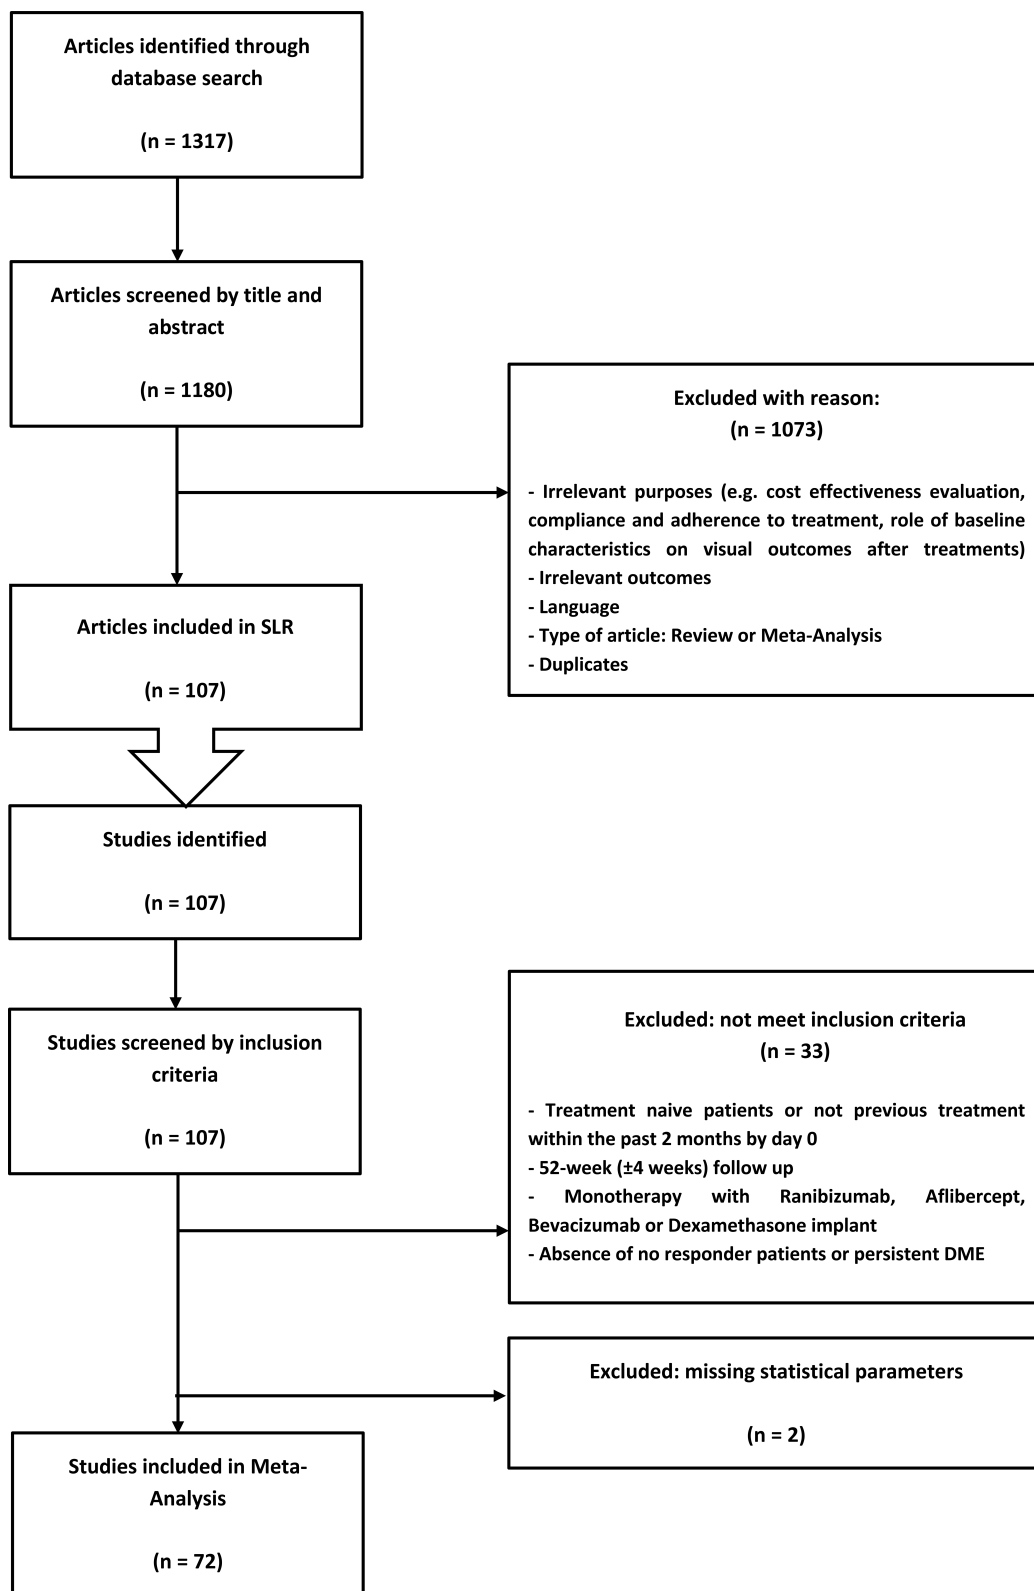 Articles identified through
database search
(n = 1317)
Articles screened by title and
abstract
(n = 1180)
Excluded with reason:
(n = 1073)
- Irrelevant purposes (e.g. cost effectiveness evaluation,
compliance and adherence to treatment, role of baseline
characteristics on visual outcomes after treatments)
- Irrelevant outcomes
- Language
- Type of article: Review or Meta-Analysis
- Duplicates
Articles included in SLR
(n = 107)
Studies identified
(n = 107)
Studies screened by inclusion
criteria
(n = 107)
Excluded: not meet inclusion criteria
(n = 33)
- Treatment naive patients or not previous treatment
within the past 2 months by day 0
- 52-week (±4 weeks) follow up
- Monotherapy with Ranibizumab, Aflibercept,
Bevacizumab or Dexamethasone implant
- Absence of no responder patients or persistent DME
Excluded: missing statistical parameters
(n = 2)
Studies included in Meta-
Analysis
(n = 72)